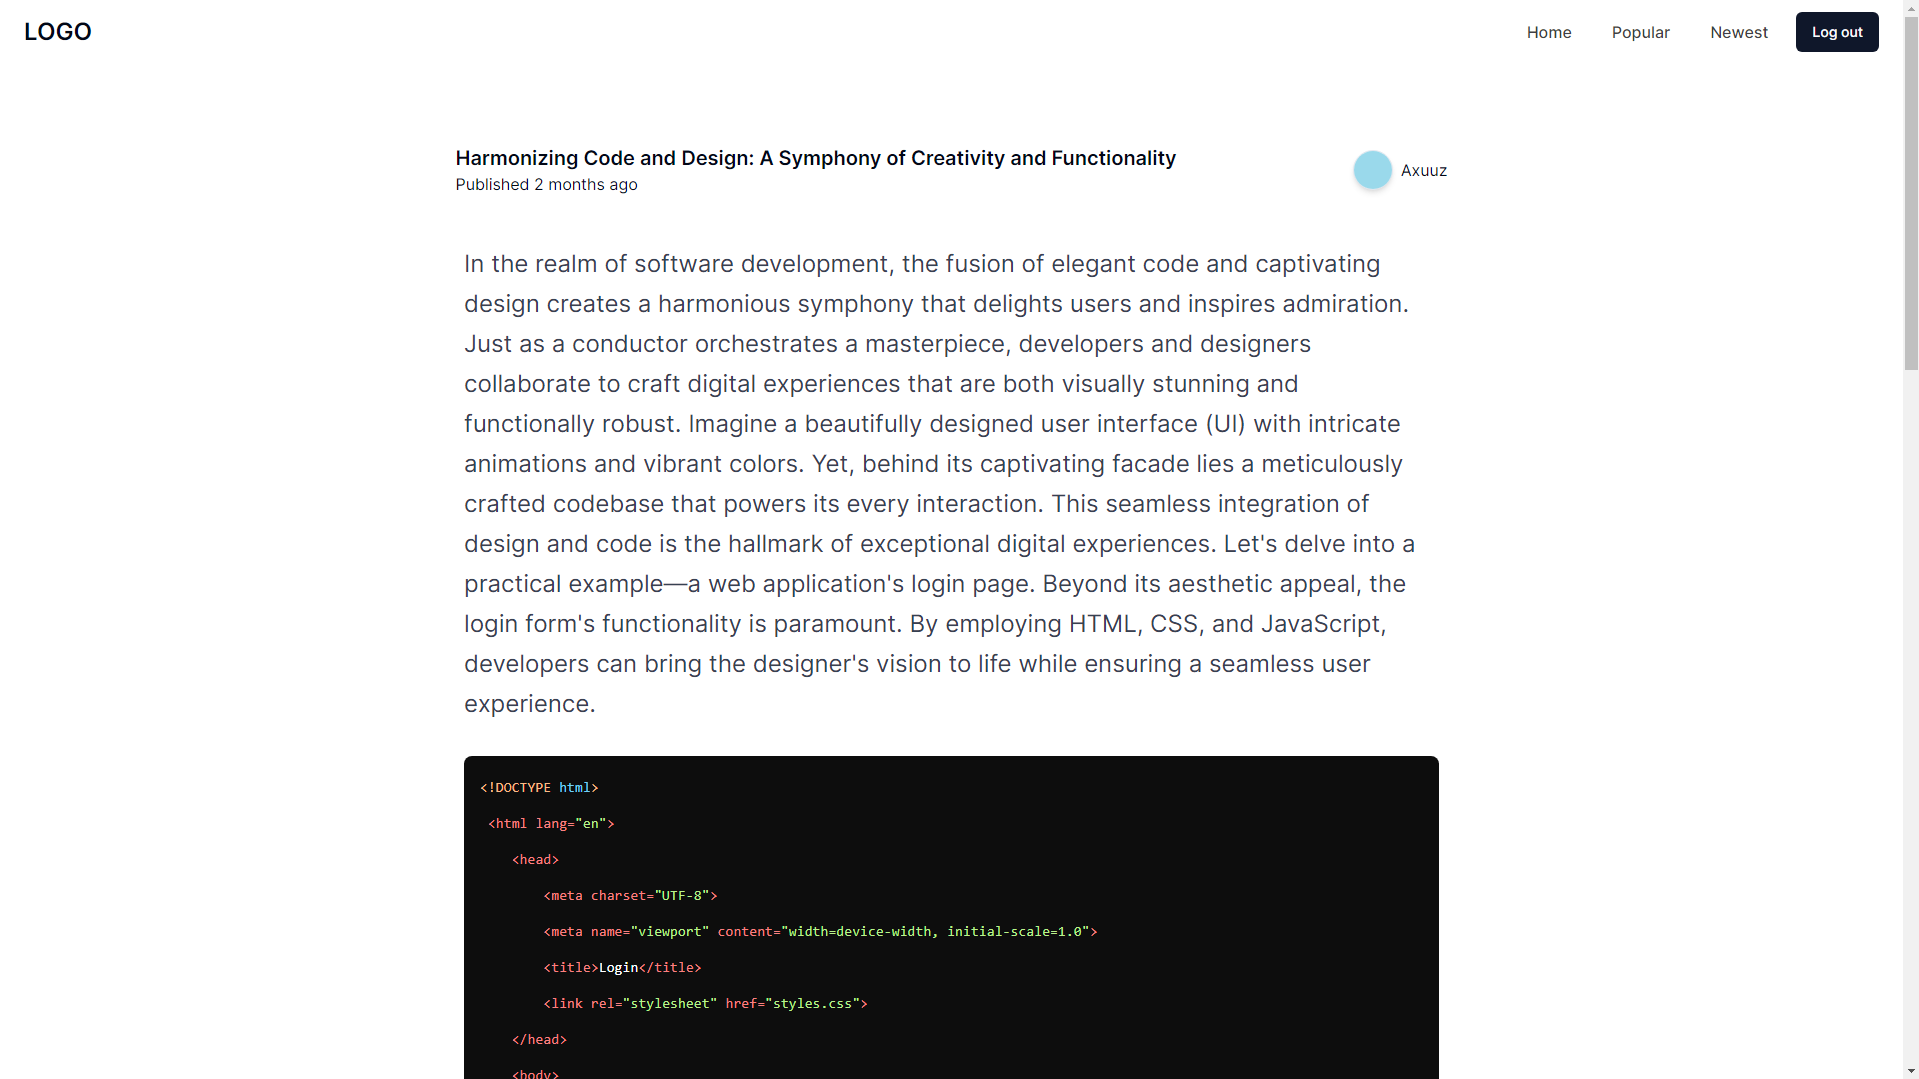 LOGO
Home
Popular
Newest
Log out
Harmonizing Code and Design: A Symphony of Creativity and Functionality
Published 2 months ago
Axuuz
In the realm of software development, the fusion of elegant code and captivating
design creates a harmonious symphony that delights users and inspires admiration.
Just as a conductor orchestrates a masterpiece, developers and designers
collaborate to craft digital experiences that are both visually stunning and
functionally robust. Imagine a beautifully designed user interface (UI) with intricate
animations and vibrant colors. Yet, behind its captivating facade lies a meticulously
crafted codebase that powers its every interaction. This seamless integration of
design and code is the hallmark of exceptional digital experiences. Let's delve into a
practical example—a web application's login page. Beyond its aesthetic appeal, the
login form's functionality is paramount. By employing HTML, CSS, and JavaScript,
developers can bring the designer's vision to life while ensuring a seamless user
experience.
<!DOCTYPE html>
<html lang="en">
<head>
<meta charset="UTF-8">
<meta name="viewport" content="width=device-width, initial-scale=1.0">
<title>Login</title>
<link rel="stylesheet" href="styles.css">
</head>
<body>